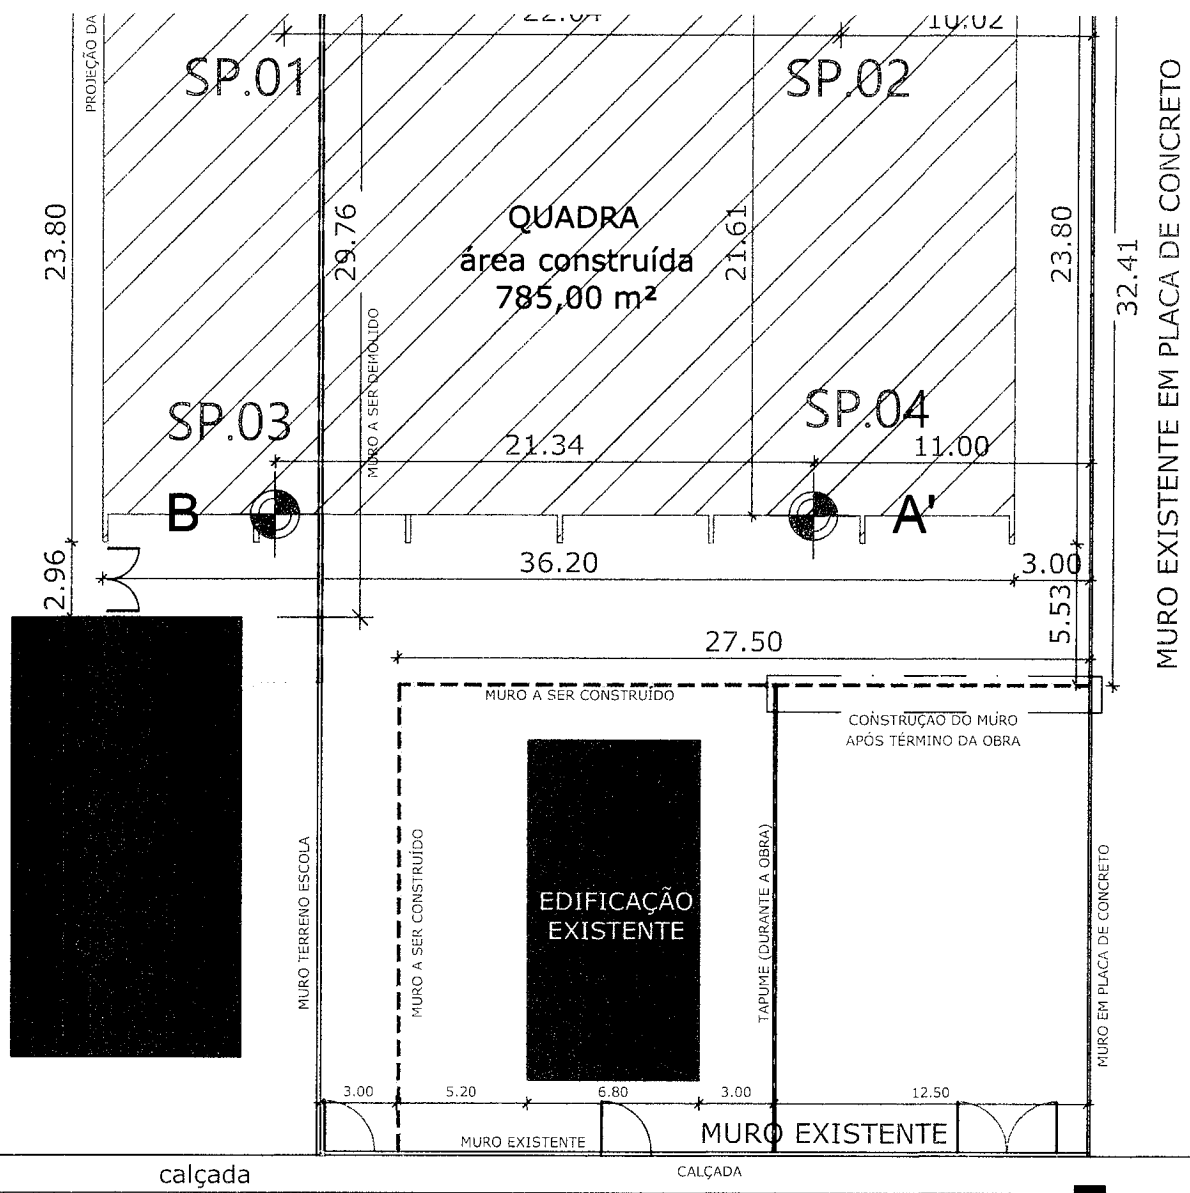 22.04
10.02
PROJEÇÃO DA
SP.01
SP.02
23.80
29.76
QUADRA
área construída
785,00 m²
21.61
23.80
32.41
MURO EXISTENTE EM PLACA DE CONCRETO
MURO A SER DEMOLIDO
SP.03
SP.04
21.34
11.00
B
A'
2.96
36.20
3.00
5.53
27.50
MURO A SER CONSTRUÍDO
CONSTRUÇÃO DO MURO
APÓS TÉRMINO DA OBRA
MURO TERRENO ESCOLA
MURO A SER CONSTRUÍDO
EDIFICAÇÃO
EXISTENTE
TAPUME (DURANTE A OBRA)
MURO EM PLACA DE CONCRETO
3.00
5.20
6.80
3.00
12.50
MURO EXISTENTE
MURO EXISTENTE
calçada
CALÇADA